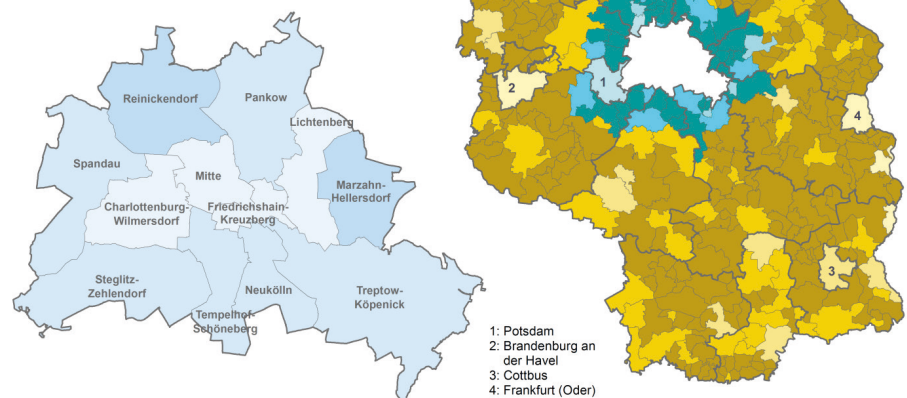 Reinickendorf
Pankow
Lichtenberg
Spandau
Mitte
Marzahn-
Hellersdorf
Charlottenburg-
Wilmersdorf
Friedrichshain-
Kreuzberg
Steglitz-
Zehlendorf
Neukölln
Treptow-
Köpenick
Tempelhof-
Schöneberg
1
2
4
3
1: Potsdam
2: Brandenburg an
der Havel
3: Cottbus
4: Frankfurt (Oder)